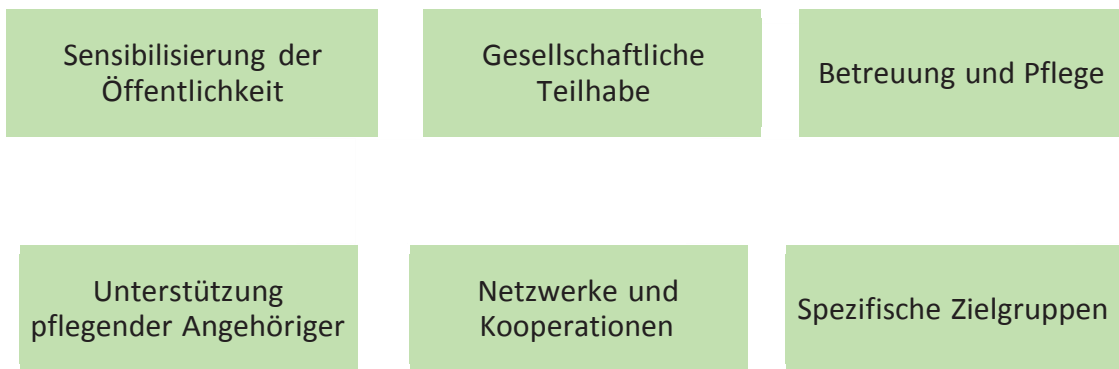 Sensibilisierung der
Öffentlichkeit
Gesellschaftliche
Teilhabe
Betreuung und Pflege
Unterstützung
pflegender Angehöriger
Netzwerke und
Kooperationen
Spezifische Zielgruppen